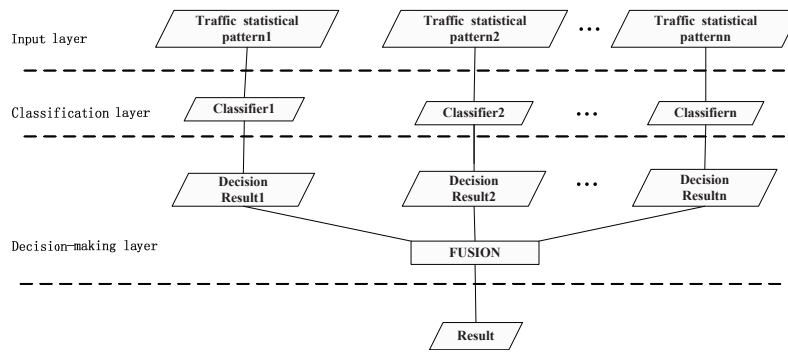 Traffic statistical
pattern1
Traffic statistical
pattern2
...
Traffic statistical
patternn
Input layer
Classification layer
Classifier1
Classifier2
...
Classifiern
Decision
Result1
Decision
Result2
...
Decision
Resultn
Decision-making layer
FUSION
Result